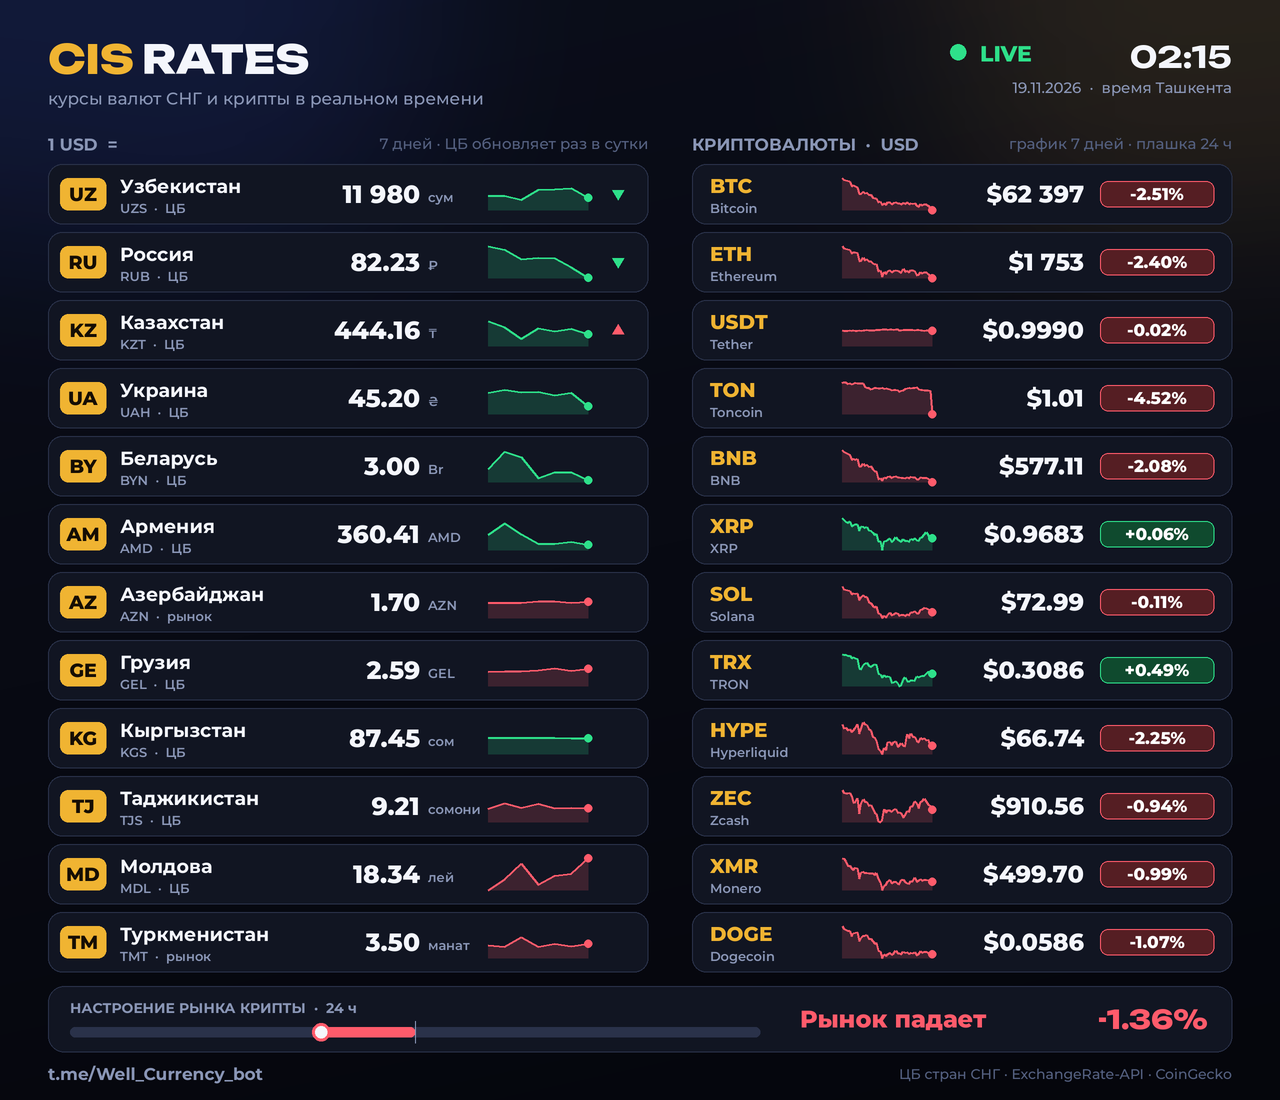 CIS RATES
LIVE
02:15
курсы валют СНГ и крипты в реальном времени
19.11.2026 · время Ташкента
1 USD =
7 дней · ЦБ обновляет раз в сутки
UZ Узбекистан 11 980 сум
UZS · ЦБ
RU Россия 82.23 ₽
RUB · ЦБ
KZ Казахстан 444.16 ₸
KZT · ЦБ
UA Украина 45.20 ₴
UAH · ЦБ
BY Беларусь 3.00 Br
BYN · ЦБ
AM Армения 360.41 AMD
AMD · ЦБ
AZ Азербайджан 1.70 AZN
AZN · рынок
GE Грузия 2.59 GEL
GEL · ЦБ
KG Кыргызстан 87.45 сом
KGS · ЦБ
TJ Таджикистан 9.21 сомони
TJS · ЦБ
MD Молдова 18.34 лей
MDL · ЦБ
TM Туркменистан 3.50 манат
TMT · рынок
КРИПТОВАЛЮТЫ · USD
график 7 дней · плашка 24 ч
BTC $62 397 -2.51%
Bitcoin
ETH $1 753 -2.40%
Ethereum
USDT $0.9990 -0.02%
Tether
TON $1.01 -4.52%
Toncoin
BNB $577.11 -2.08%
BNB
XRP $0.9683 +0.06%
XRP
SOL $72.99 -0.11%
Solana
TRX $0.3086 +0.49%
TRON
HYPE $66.74 -2.25%
Hyperliquid
ZEC $910.56 -0.94%
Zcash
XMR $499.70 -0.99%
Monero
DOGE $0.0586 -1.07%
Dogecoin
НАСТРОЕНИЕ РЫНКА КРИПТЫ · 24 ч
Рынок падает
-1.36%
t.me/Well_Currency_bot
ЦБ стран СНГ · ExchangeRate-API · CoinGecko